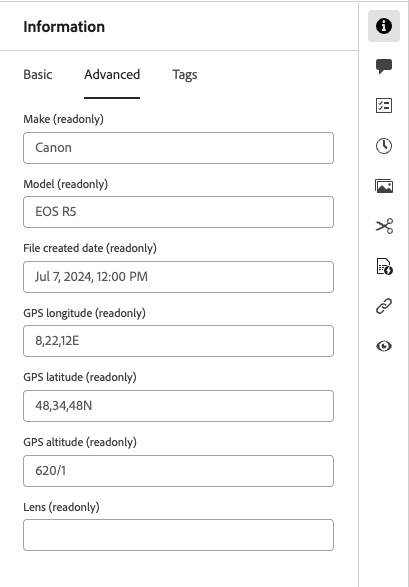 Information
Basic Advanced Tags
Make (readonly)
Canon
Model (readonly)
EOS R5
File created date (readonly)
Jul 7, 2024, 12:00 PM
GPS longitude (readonly)
8,22,12E
GPS latitude (readonly)
48,34,48N
GPS altitude (readonly)
620/1
Lens (readonly)